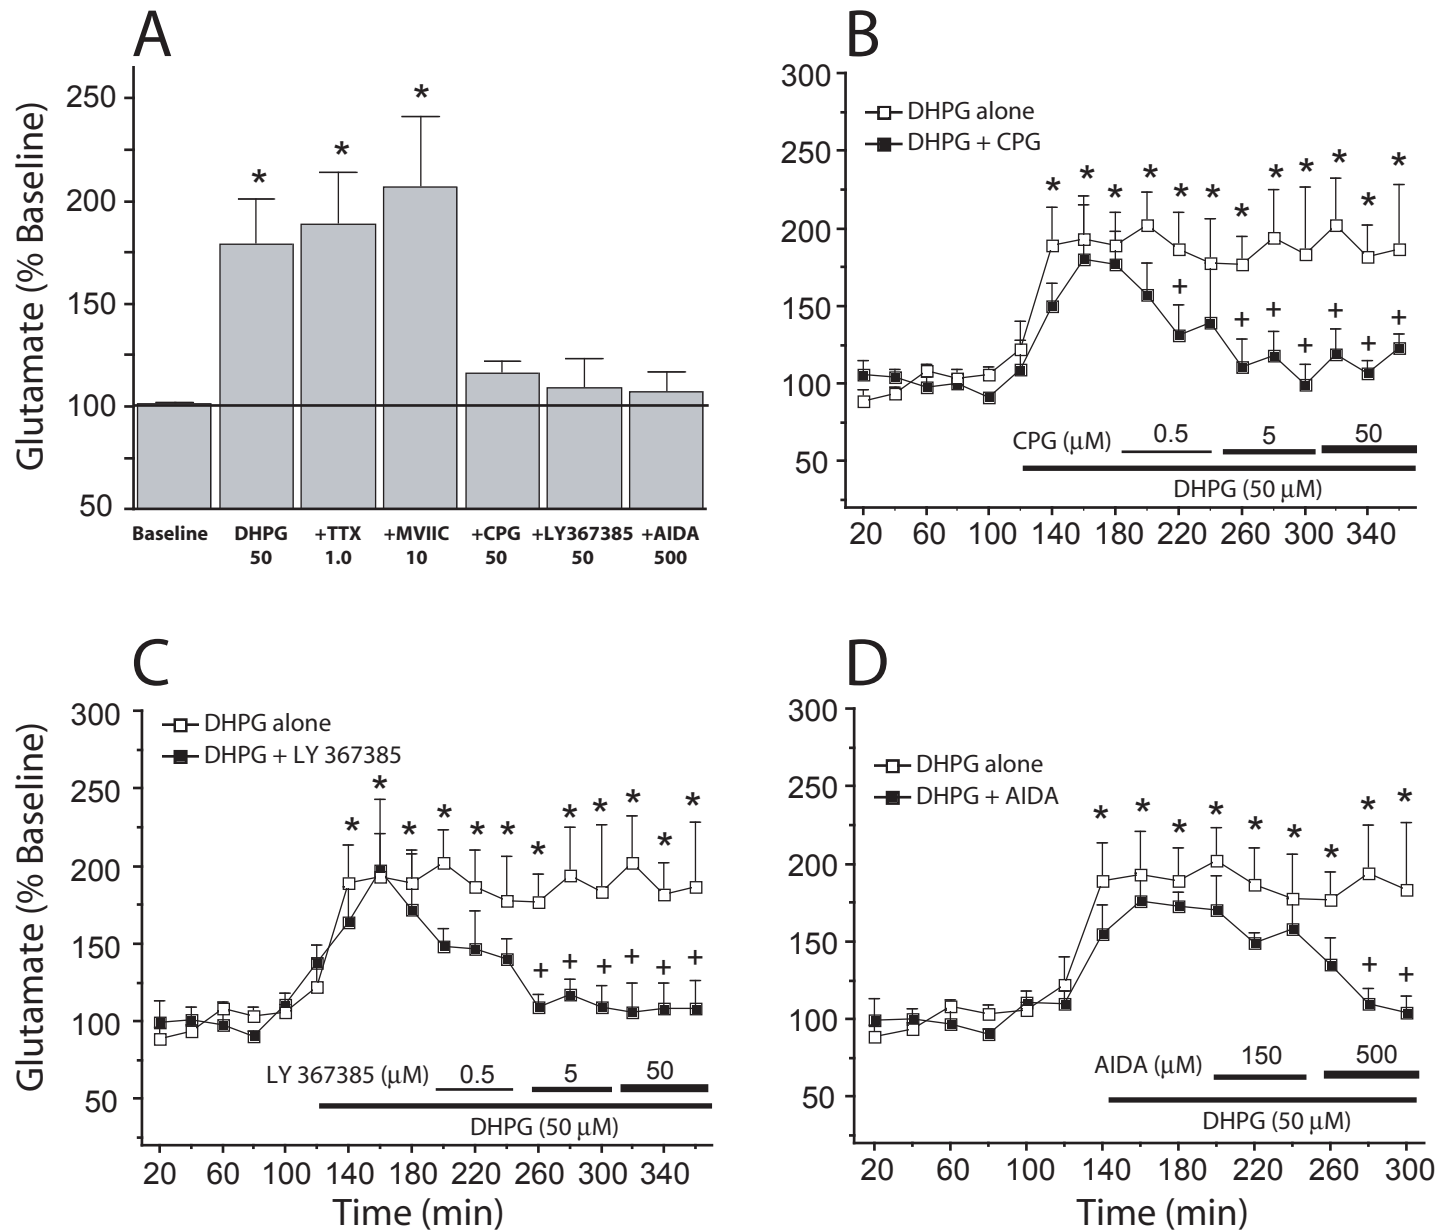 A
Glutamate (% Baseline)
250
200
150
100
50
*
*
*
Baseline DHPG +TTX +MVIIC +CPG +LY367385 +AIDA
50 1.0 10 50 50 500
B
300
250
200
150
100
50
DHPG alone
DHPG + CPG
* * * * * * * * * * * *
+ + + + + + +
CPG (μM) 0.5 5 50
DHPG (50 μM)
20 60 100 140 180 220 260 300 340
C
Glutamate (% Baseline)
300
250
200
150
100
50
DHPG alone
DHPG + LY 367385
* * * * * * * * * * * *
+ + + + + +
LY 367385 (μM) 0.5 5 50
DHPG (50 μM)
20 60 100 140 180 220 260 300 340
Time (min)
D
300
250
200
150
100
50
DHPG alone
DHPG + AIDA
* * * * * * * * *
+ +
AIDA (μM) 150 500
DHPG (50 μM)
20 60 100 140 180 220 260 300
Time (min)